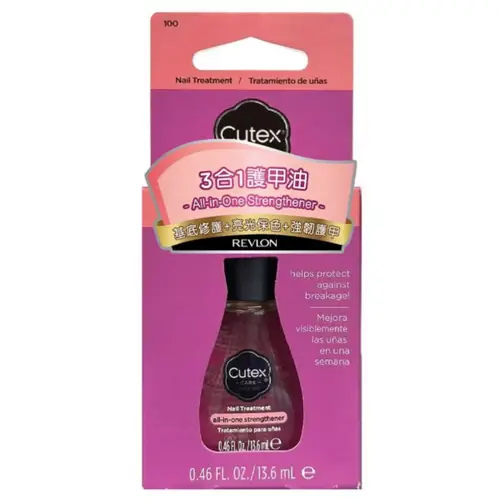 100
Nail Treatment / Tratamiento de uñas
Cutex®
3合1護甲油
- All-In-One Strengthener -
基底修護+亮光保色+強韌護甲
REVLON
helps protect
against
breakage!
Mejora
visiblemente
las uñas
en una
semana
Cutex
CARE
Nail Treatment
all-in-one strengthener
Tratamiento para uñas
0.46 Fl. Oz./13.6 mL e
0.46 FL. OZ./13.6 mL e